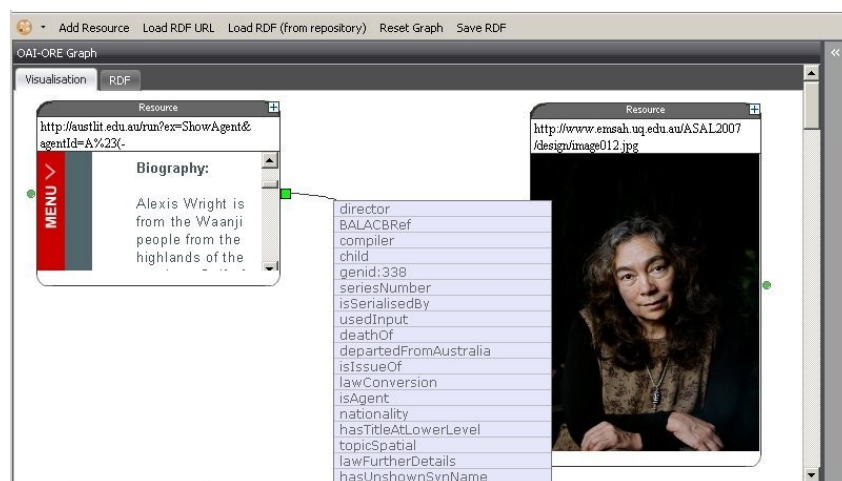 Add Resource Load RDF URL Load RDF (from repository) Reset Graph Save RDF
OAI-ORE Graph
Visualisation RDF
Resource
http://austlit.edu.au/run?ex=ShowAgent&
agentId=A%23(-
MENU
Biography:
Alexis Wright is
from the Waanji
people from the
highlands of the
Resource
http://www.emsah.uq.edu.au/ASAL2007
/design/image012.jpg
director
BALACBRef
compiler
child
genid:338
seriesNumber
isSerialisedBy
usedInput
deathOf
departedFromAustralia
isIssueOf
lawConversion
isAgent
nationality
hasTitleAtLowerLevel
topicSpatial
lawFurtherDetails
hasUnshownSynName